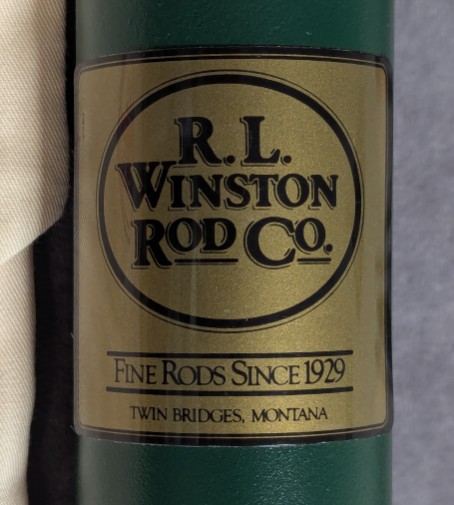 R. L.
WINSTON
ROD CO.
FINE RODS SINCE 1929
TWIN BRIDGES, MONTANA